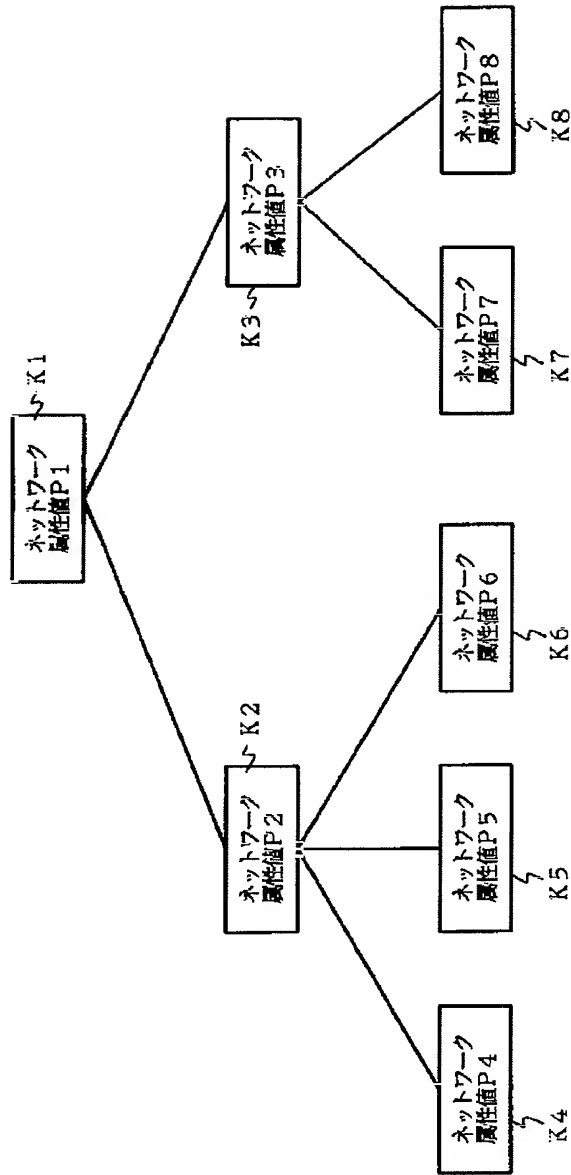 ネットワーク
属性値P1
K1
ネットワーク
属性値P2
K2
ネットワーク
属性値P3
K3
ネットワーク
属性値P4
K4
ネットワーク
属性値P5
K5
ネットワーク
属性値P6
K6
ネットワーク
属性値P7
K7
ネットワーク
属性値P8
K8